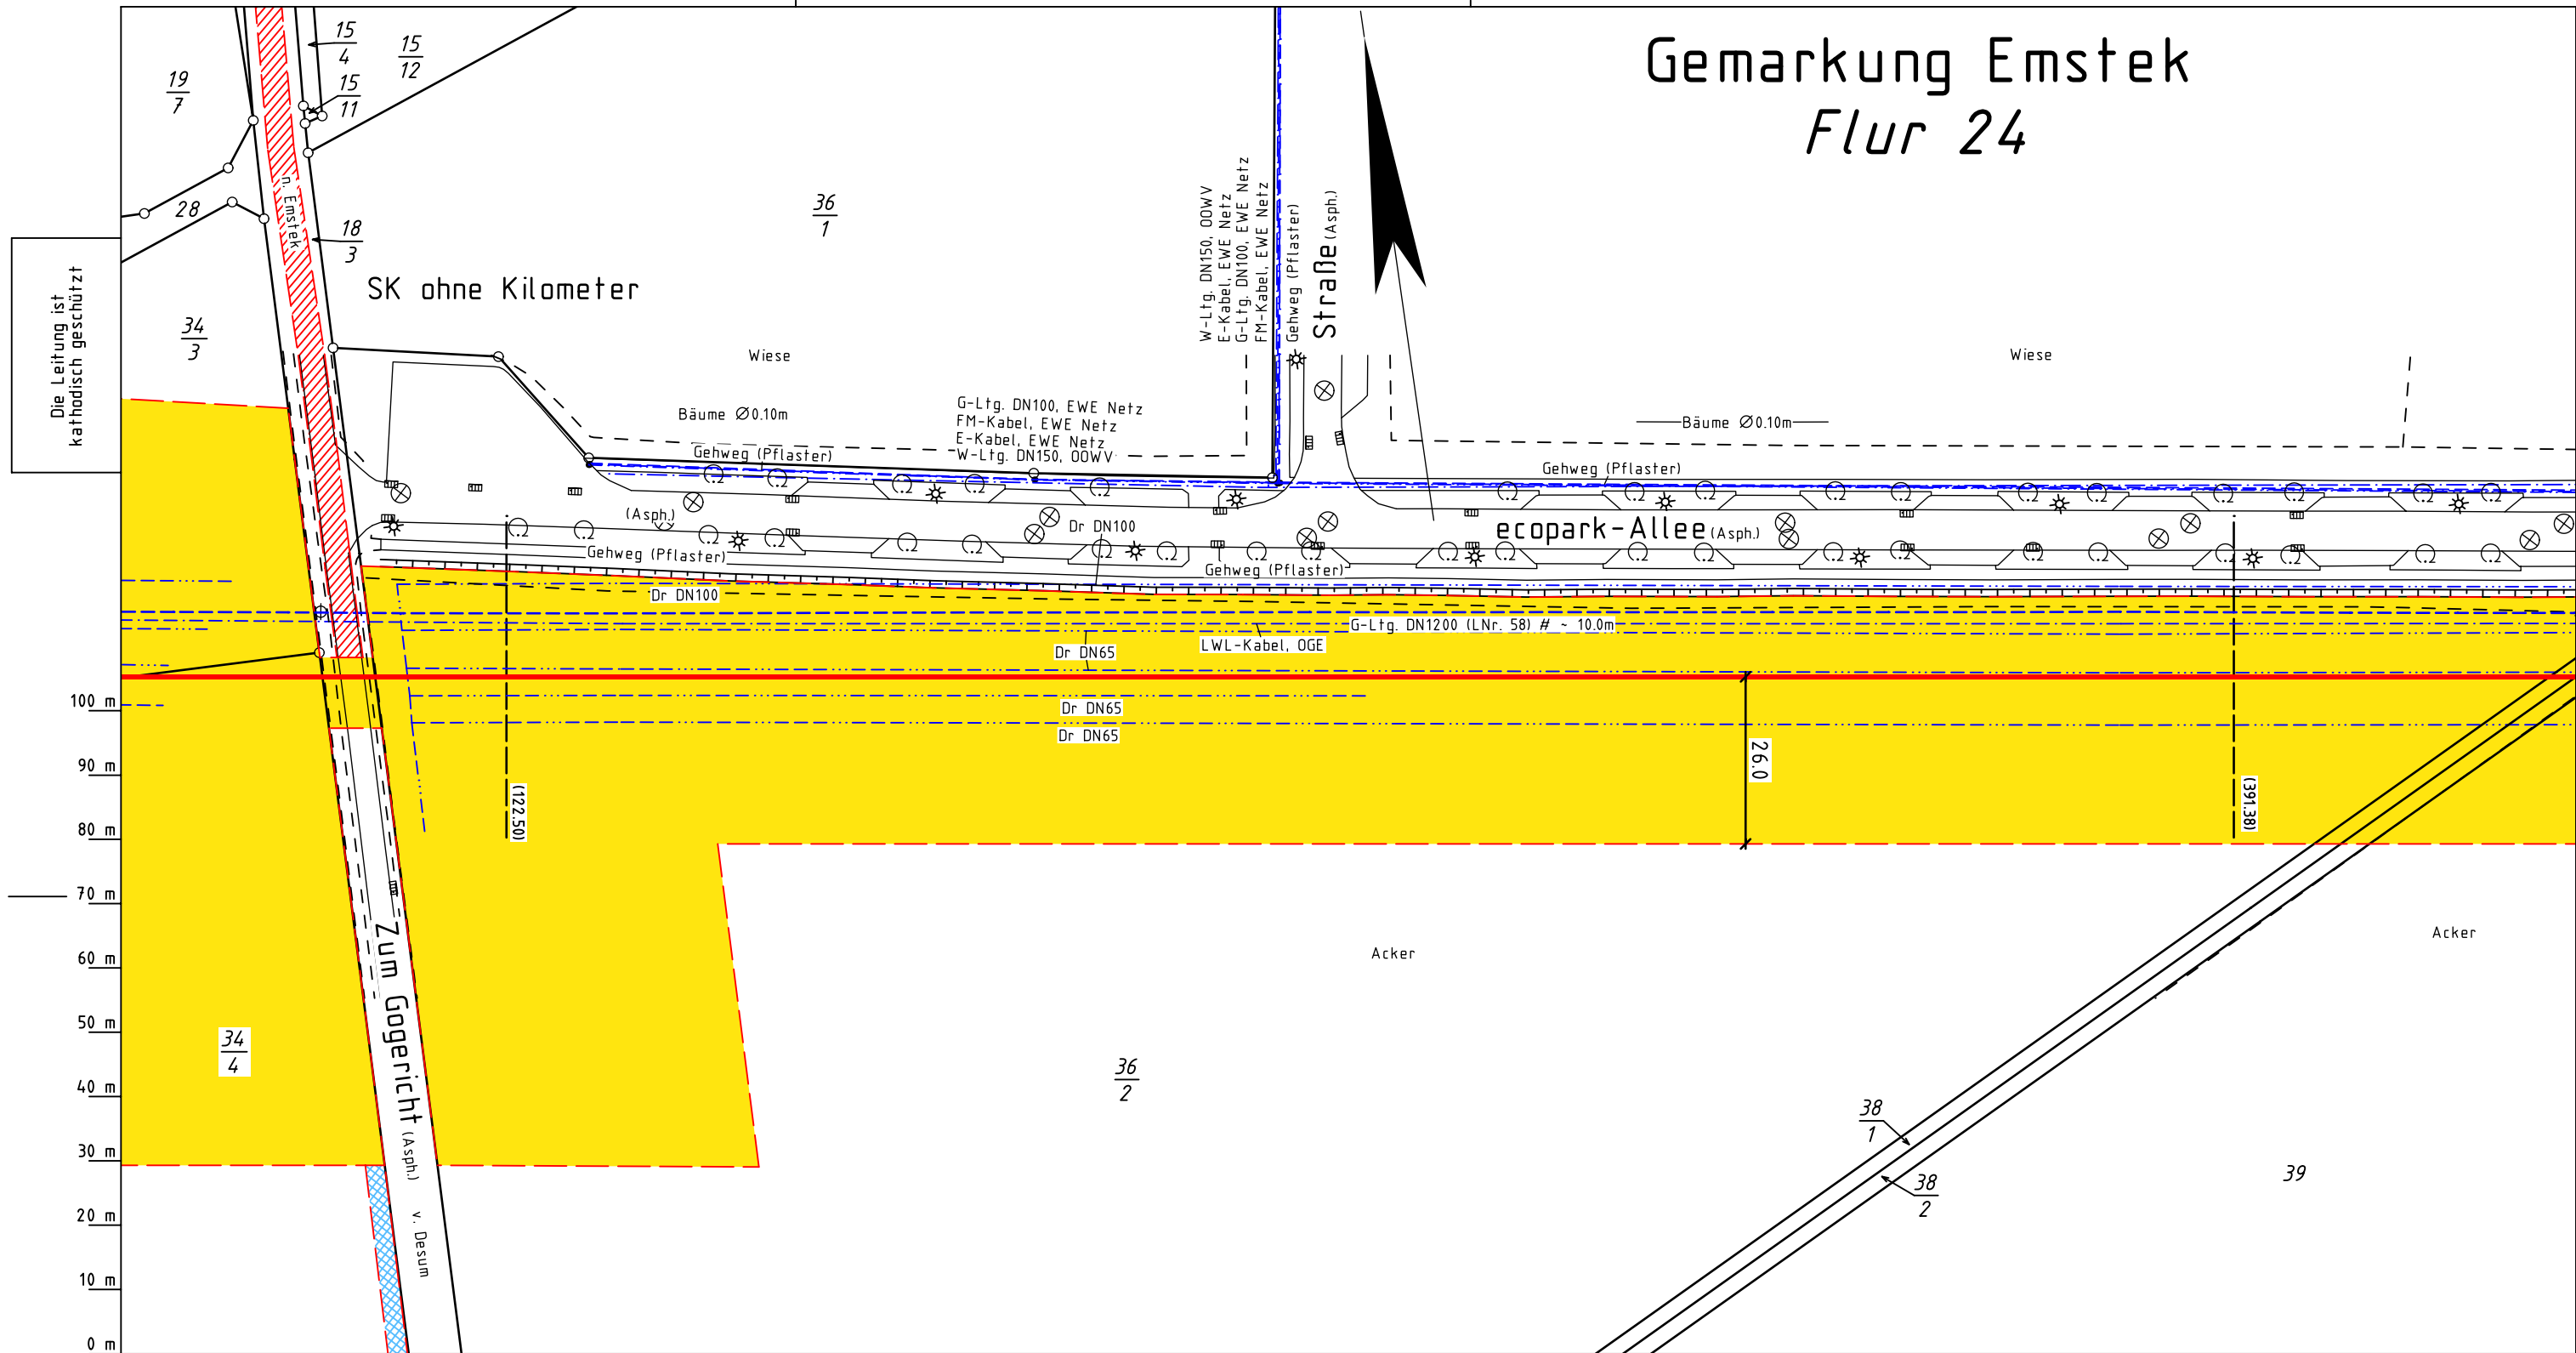 Gemarkung Emstek
Flur 24
15
4
15
12
15
11
19
7
28
n. Emstek
18
3
36
1
SK ohne Kilometer
34
3
Die Leitung ist
kathodisch geschützt
W-Ltg. DN150, OOWV
E-Kabel, EWE Netz
G-Ltg. DN100, EWE Netz
FM-Kabel, EWE Netz
Gehweg (Pflaster)
Straße (Asph.)
Wiese
Wiese
Bäume Ø0.10m
G-Ltg. DN100, EWE Netz
FM-Kabel, EWE Netz
E-Kabel, EWE Netz
W-Ltg. DN150, OOWV
Bäume Ø0.10m
Gehweg (Pflaster)
Gehweg (Pflaster)
(Asph.)
Dr DN100
ecopark-Allee (Asph.)
Gehweg (Pflaster)
Gehweg (Pflaster)
Dr DN100
G-Ltg. DN1200 (LNr. 58) # ~ 10.0m
LWL-Kabel, OGE
Dr DN65
Dr DN65
Dr DN65
26.0
(122.50)
(391.38)
100 m
90 m
80 m
70 m
60 m
50 m
40 m
30 m
20 m
10 m
0 m
Zum Gogericht (Asph.)
v. Desum
Acker
Acker
34
4
36
2
38
1
38
2
39